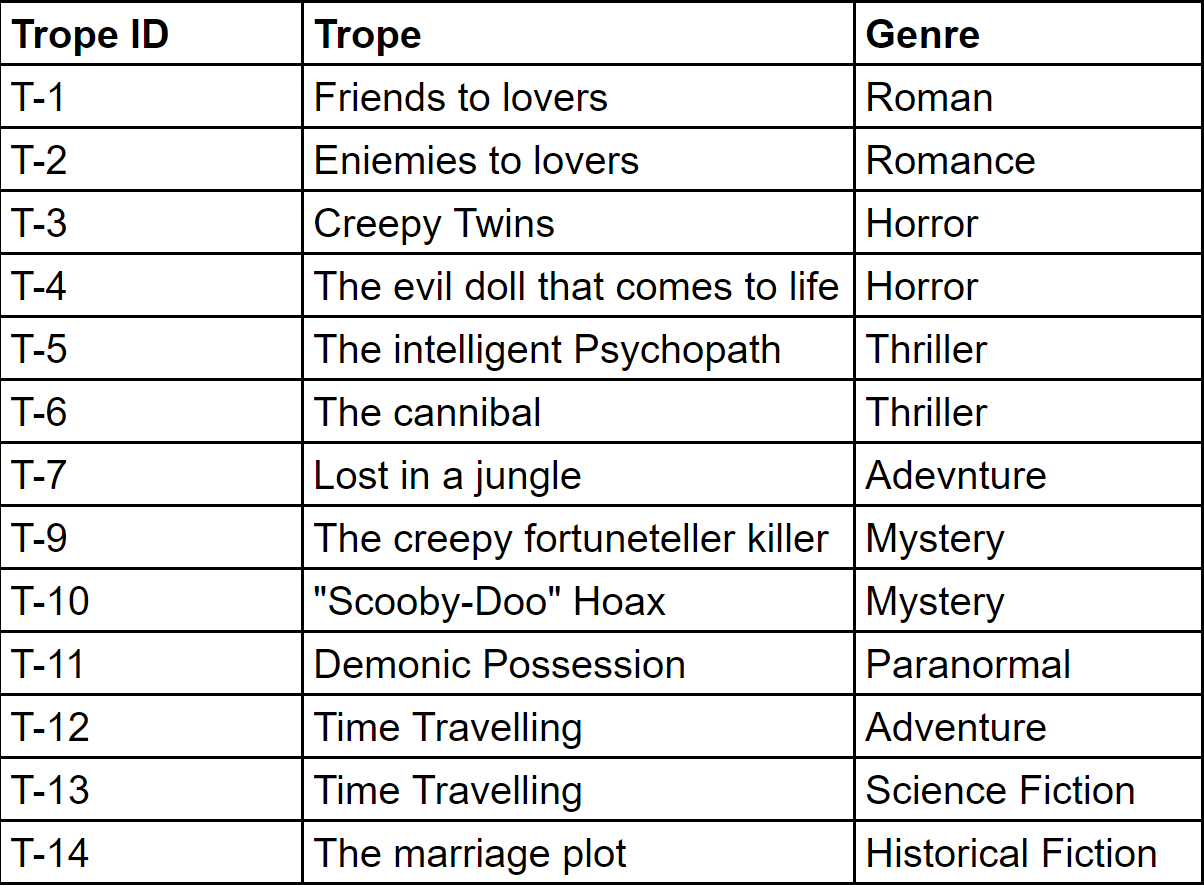 Trope ID Trope Genre
T-1 Friends to lovers Roman
T-2 Eniemies to lovers Romance
T-3 Creepy Twins Horror
T-4 The evil doll that comes to life Horror
T-5 The intelligent Psychopath Thriller
T-6 The cannibal Thriller
T-7 Lost in a jungle Adevnture
T-9 The creepy fortuneteller killer Mystery
T-10 "Scooby-Doo" Hoax Mystery
T-11 Demonic Possession Paranormal
T-12 Time Travelling Adventure
T-13 Time Travelling Science Fiction
T-14 The marriage plot Historical Fiction